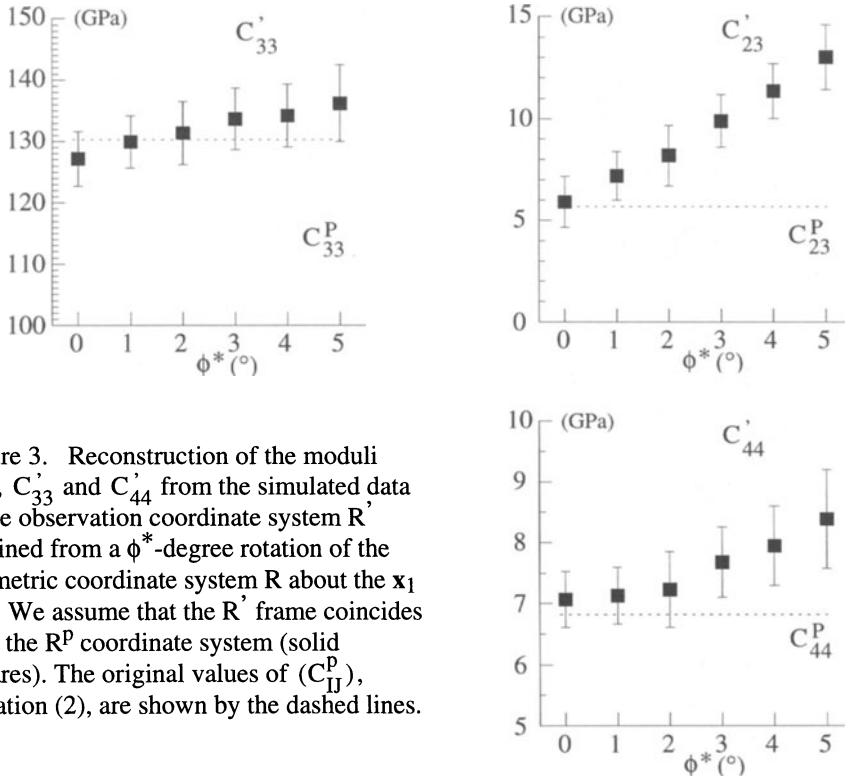 150 (GPa) C'33
140
130
120
C^P_33
110
100
0 1 2 3 4 5
ϕ* (°)
15 (GPa) C'23
10
5
C^P_23
0
0 1 2 3 4 5
ϕ* (°)
10 (GPa)
C'44
9
8
7
C^P_44
6
5
0 1 2 3 4 5
ϕ* (°)
re 3. Reconstruction of the moduli
, C'33 and C'44 from the simulated data
e observation coordinate system R'
ined from a ϕ*-degree rotation of the
metric coordinate system R about the x1
. We assume that the R' frame coincides
the R^P coordinate system (solid
res). The original values of (C^P_IJ),
ation (2), are shown by the dashed lines.